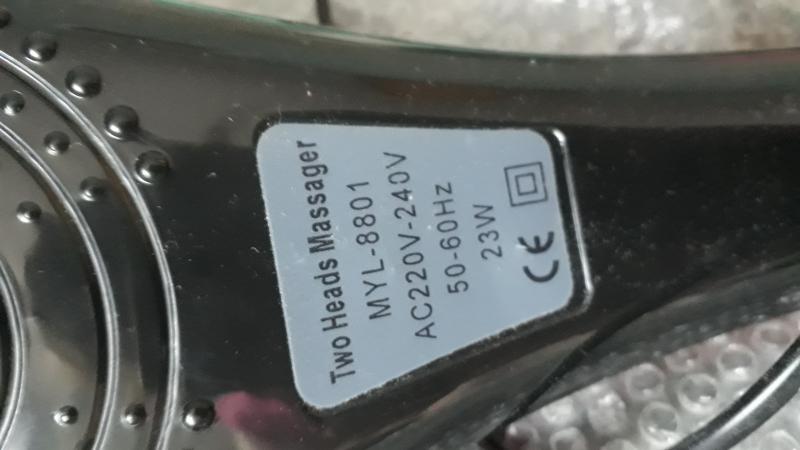 Two Heads Massager
MYL-8801
AC220V-240V
50-60Hz
23W
CE